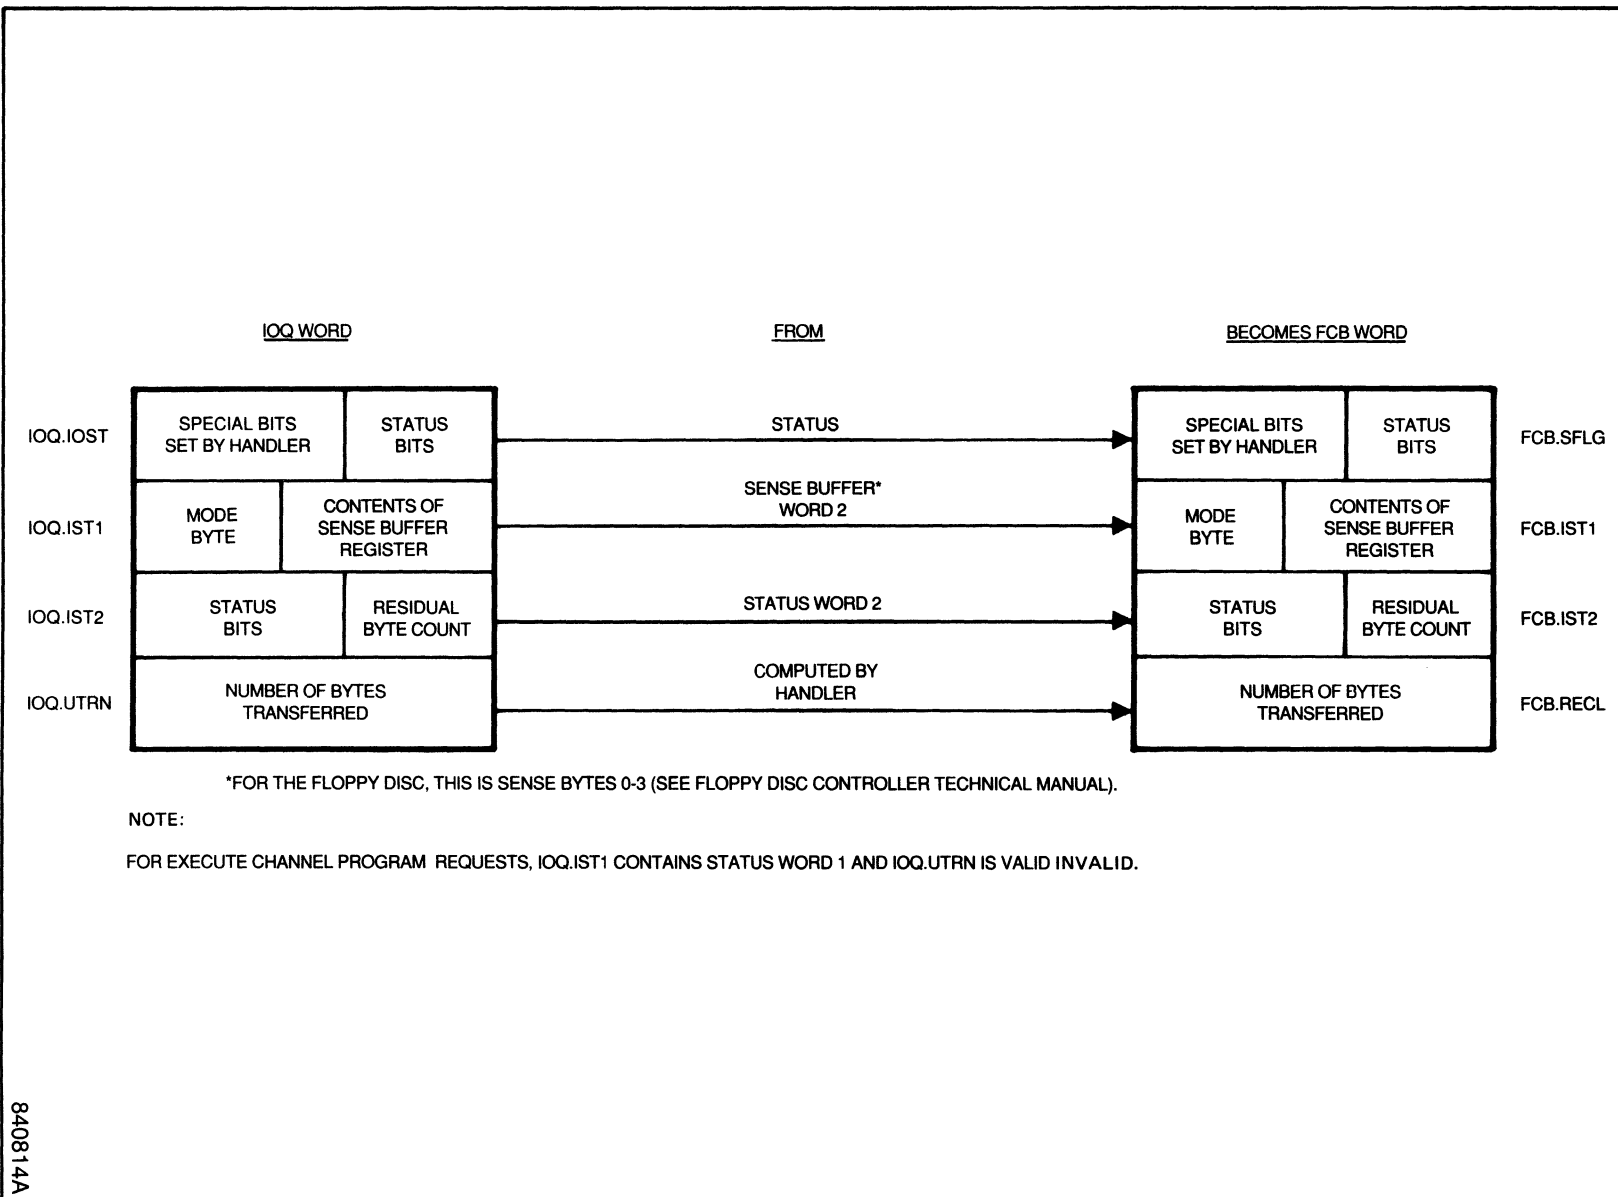 IOQ WORD
FROM
BECOMES FCB WORD
IOQ.IOST
SPECIAL BITS
SET BY HANDLER
STATUS
BITS
STATUS
SPECIAL BITS
SET BY HANDLER
STATUS
BITS
FCB.SFLG
IOQ.IST1
MODE
BYTE
CONTENTS OF
SENSE BUFFER
REGISTER
SENSE BUFFER*
WORD 2
MODE
BYTE
CONTENTS OF
SENSE BUFFER
REGISTER
FCB.IST1
IOQ.IST2
STATUS
BITS
RESIDUAL
BYTE COUNT
STATUS WORD 2
STATUS
BITS
RESIDUAL
BYTE COUNT
FCB.IST2
IOQ.UTRN
NUMBER OF BYTES
TRANSFERRED
COMPUTED BY
HANDLER
NUMBER OF BYTES
TRANSFERRED
FCB.RECL
*FOR THE FLOPPY DISC, THIS IS SENSE BYTES 0-3 (SEE FLOPPY DISC CONTROLLER TECHNICAL MANUAL).
NOTE:
FOR EXECUTE CHANNEL PROGRAM REQUESTS, IOQ.IST1 CONTAINS STATUS WORD 1 AND IOQ.UTRN IS VALID INVALID.
840814A